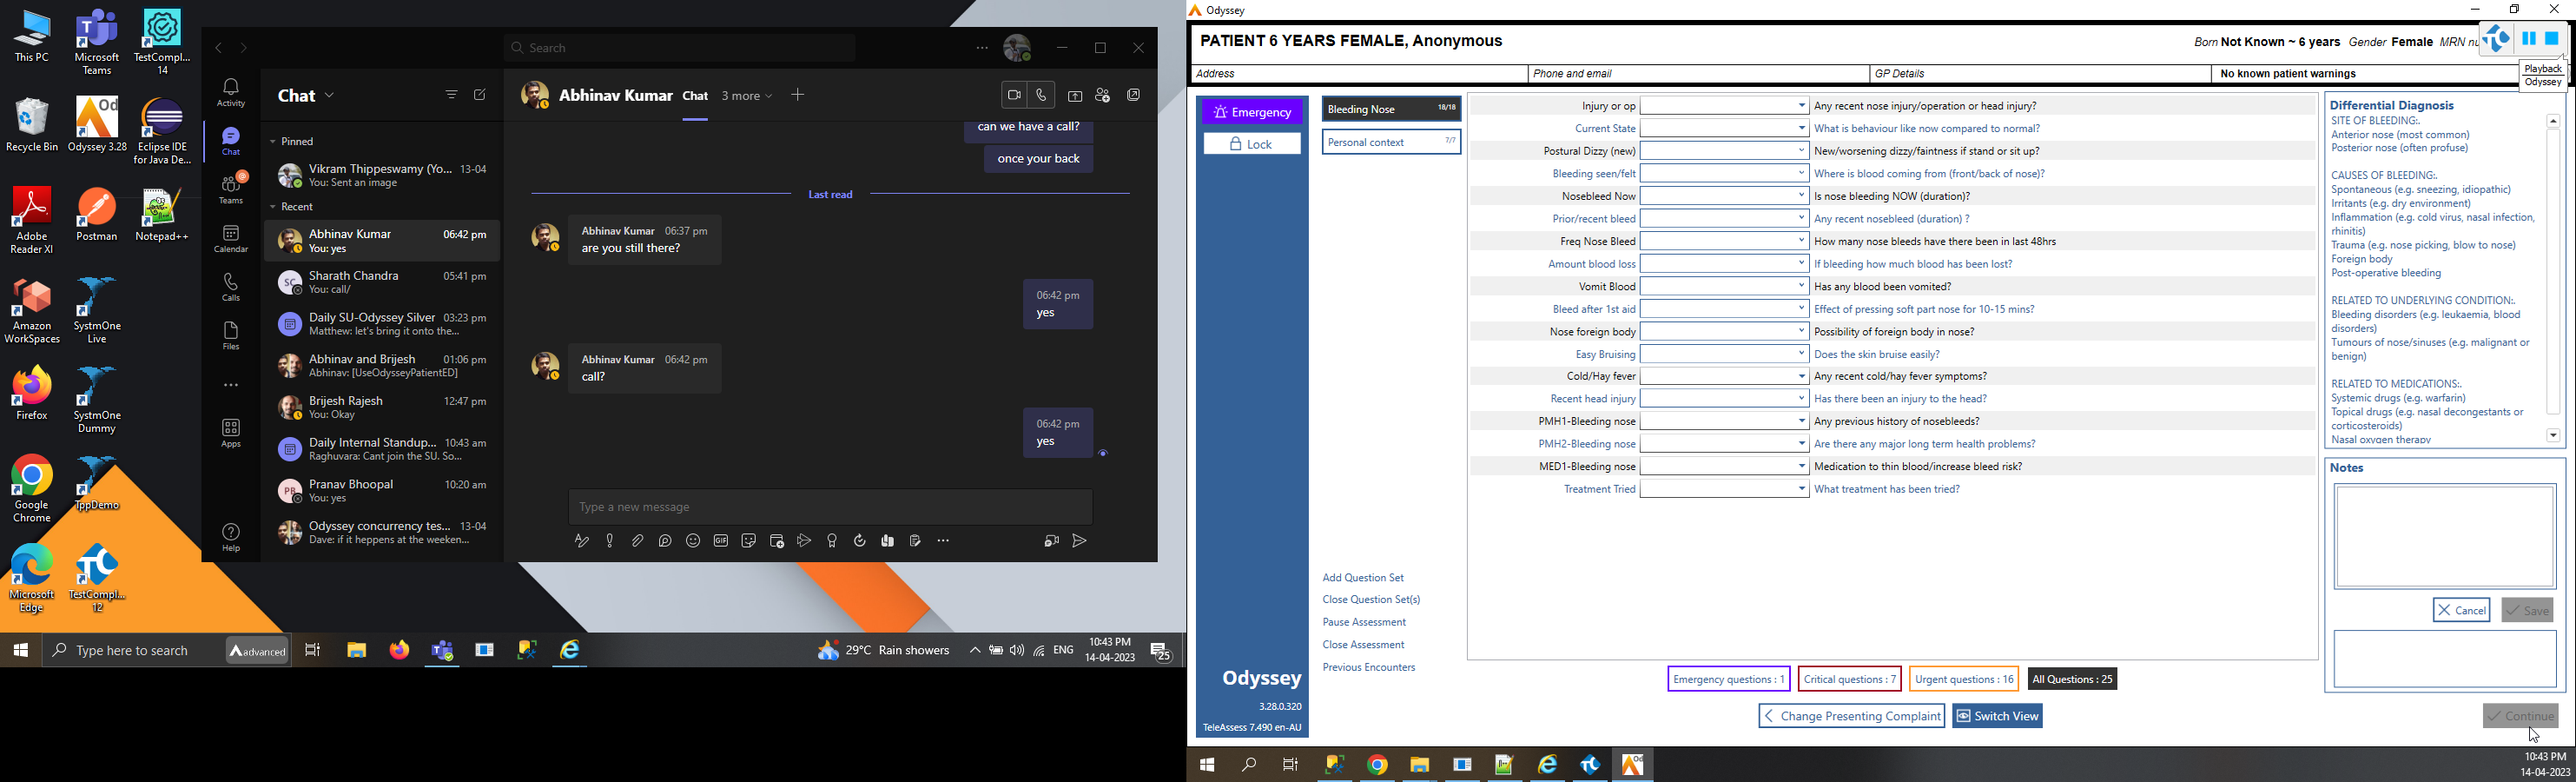 This PC
Microsoft Teams
TestCompl... 14
Recycle Bin
Odyssey 3.28
Eclipse IDE for Java De...
Adobe Reader XI
Postman
Notepad++
Amazon WorkSpaces
SystmOne Live
Firefox
SystmOne Dummy
Google Chrome
TppDemo
Microsoft Edge
TestCompl... 12
Search
Activity
Chat
Teams
Calendar
Calls
Files
Apps
Help
Chat
Pinned
Vikram Thippeswamy (Yo... 13-04
You: Sent an image
Recent
Abhinav Kumar 06:42 pm
You: yes
SC
Sharath Chandra 05:41 pm
You: call/
Daily SU-Odyssey Silver 03:23 pm
Matthew: let's bring it onto the...
Abhinav and Brijesh 01:06 pm
Abhinav: [UseOdysseyPatientED]
Brijesh Rajesh 12:47 pm
You: Okay
Daily Internal Standup... 10:43 am
Raghuvara: Cant join the SU. So...
PB
Pranav Bhoopal 10:20 am
You: yes
Odyssey concurrency tes... 13-04
Dave: if it heppens at the weeken...
Abhinav Kumar Chat 3 more
can we have a call?
once your back
Last read
Abhinav Kumar 06:37 pm
are you still there?
06:42 pm
yes
Abhinav Kumar 06:42 pm
call?
06:42 pm
yes
Type a new message
GIF
Type here to search
advanced
29°C Rain showers
ENG
10:43 PM
14-04-2023
25
Odyssey
PATIENT 6 YEARS FEMALE, Anonymous
Born Not Known ~ 6 years Gender Female MRN nu
Playback
Odyssey
Address
Phone and email
GP Details
No known patient warnings
Emergency
Lock
Bleeding Nose 18/18
Personal context 7/7
Injury or op Any recent nose injury/operation or head injury?
Current State What is behaviour like now compared to normal?
Postural Dizzy (new) New/worsening dizzy/faintness if stand or sit up?
Bleeding seen/felt Where is blood coming from (front/back of nose)?
Nosebleed Now Is nose bleeding NOW (duration)?
Prior/recent bleed Any recent nosebleed (duration) ?
Freq Nose Bleed How many nose bleeds have there been in last 48hrs
Amount blood loss If bleeding how much blood has been lost?
Vomit Blood Has any blood been vomited?
Bleed after 1st aid Effect of pressing soft part nose for 10-15 mins?
Nose foreign body Possibility of foreign body in nose?
Easy Bruising Does the skin bruise easily?
Cold/Hay fever Any recent cold/hay fever symptoms?
Recent head injury Has there been an injury to the head?
PMH1-Bleeding nose Any previous history of nosebleeds?
PMH2-Bleeding nose Are there any major long term health problems?
MED1-Bleeding nose Medication to thin blood/increase bleed risk?
Treatment Tried What treatment has been tried?
Add Question Set
Close Question Set(s)
Pause Assessment
Close Assessment
Previous Encounters
Odyssey
3.28.0.320
TeleAssess 7.490 en-AU
Emergency questions : 1
Critical questions : 7
Urgent questions : 16
All Questions : 25
Change Presenting Complaint
Switch View
Differential Diagnosis
SITE OF BLEEDING:.
Anterior nose (most common)
Posterior nose (often profuse)
CAUSES OF BLEEDING:.
Spontaneous (e.g. sneezing, idiopathic)
Irritants (e.g. dry environment)
Inflammation (e.g. cold virus, nasal infection,
rhinitis)
Trauma (e.g. nose picking, blow to nose)
Foreign body
Post-operative bleeding
RELATED TO UNDERLYING CONDITION:.
Bleeding disorders (e.g. leukaemia, blood
disorders)
Tumours of nose/sinuses (e.g. malignant or
benign)
RELATED TO MEDICATIONS:.
Systemic drugs (e.g. warfarin)
Topical drugs (e.g. nasal decongestants or
corticosteroids)
Nasal oxygen therapy
Notes
Cancel
Save
Continue
10:43 PM
14-04-2023